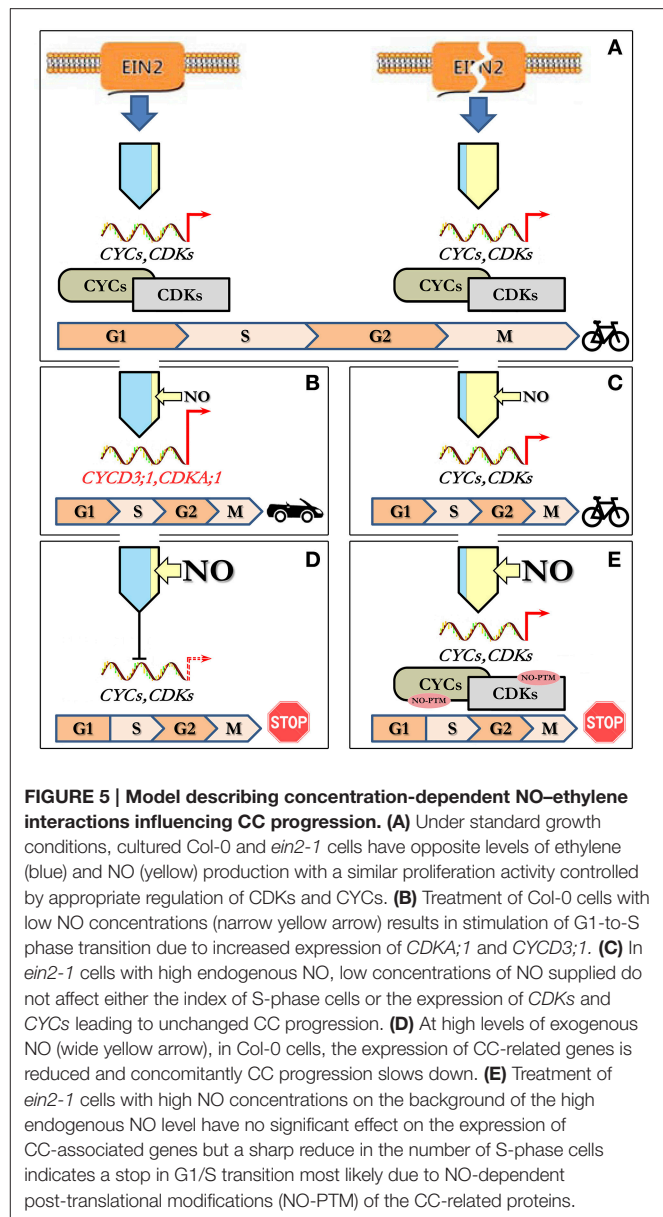 A
EIN2
EIN2
CYCs,CDKs
CYCs,CDKs
CYCs
CDKs
CYCs
CDKs
G1
S
G2
M
B
NO
CYCD3;1,CDKA;1
G1
S
G2
M
C
NO
CYCs,CDKs
G1
S
G2
M
D
NO
CYCs,CDKs
G1
S
G2
M
STOP
E
NO
CYCs,CDKs
CYCs
NO-PTM
CDKs
NO-PTM
G1
S
G2
M
STOP
FIGURE 5 | Model describing concentration-dependent NO–ethylene
interactions influencing CC progression. (A) Under standard growth
conditions, cultured Col-0 and ein2-1 cells have opposite levels of ethylene
(blue) and NO (yellow) production with a similar proliferation activity controlled
by appropriate regulation of CDKs and CYCs. (B) Treatment of Col-0 cells with
low NO concentrations (narrow yellow arrow) results in stimulation of G1-to-S
phase transition due to increased expression of CDKA;1 and CYCD3;1. (C) In
ein2-1 cells with high endogenous NO, low concentrations of NO supplied do
not affect either the index of S-phase cells or the expression of CDKs and
CYCs leading to unchanged CC progression. (D) At high levels of exogenous
NO (wide yellow arrow), in Col-0 cells, the expression of CC-related genes is
reduced and concomitantly CC progression slows down. (E) Treatment of
ein2-1 cells with high NO concentrations on the background of the high
endogenous NO level have no significant effect on the expression of
CC-associated genes but a sharp reduce in the number of S-phase cells
indicates a stop in G1/S transition most likely due to NO-dependent
post-translational modifications (NO-PTM) of the CC-related proteins.